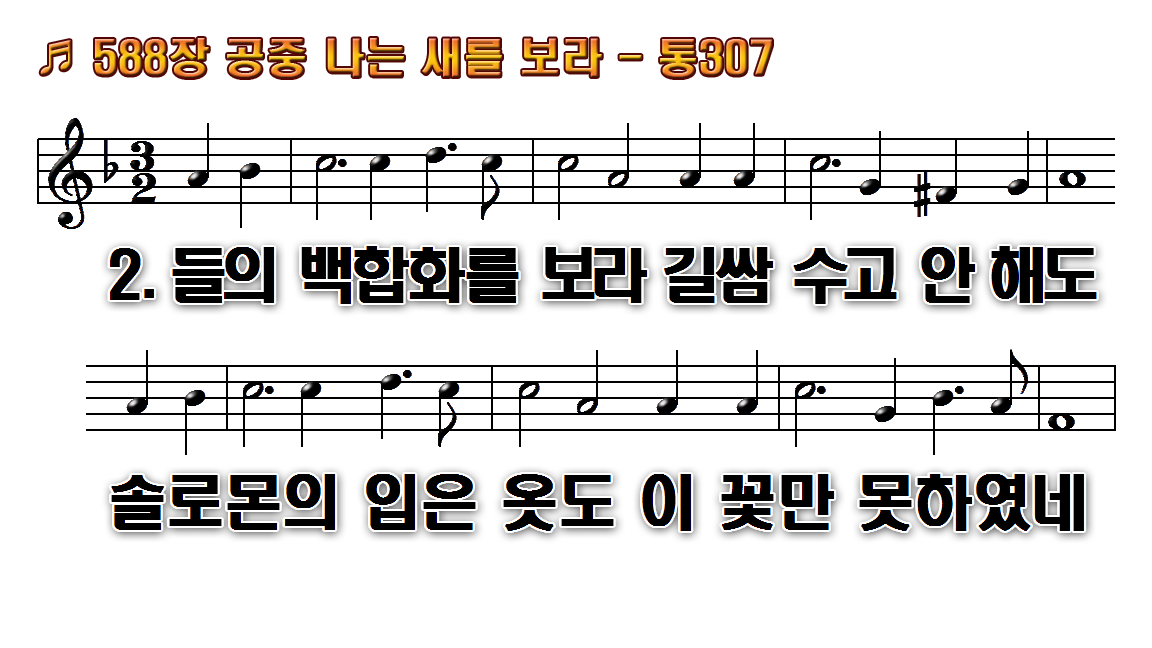 588장 공중 나는 새를 보라 - 통307
3
2
2. 들의 백합화를 보라 길쌈 수고 안 해도
솔로몬의 입은 옷도 이 꽃만 못하였네